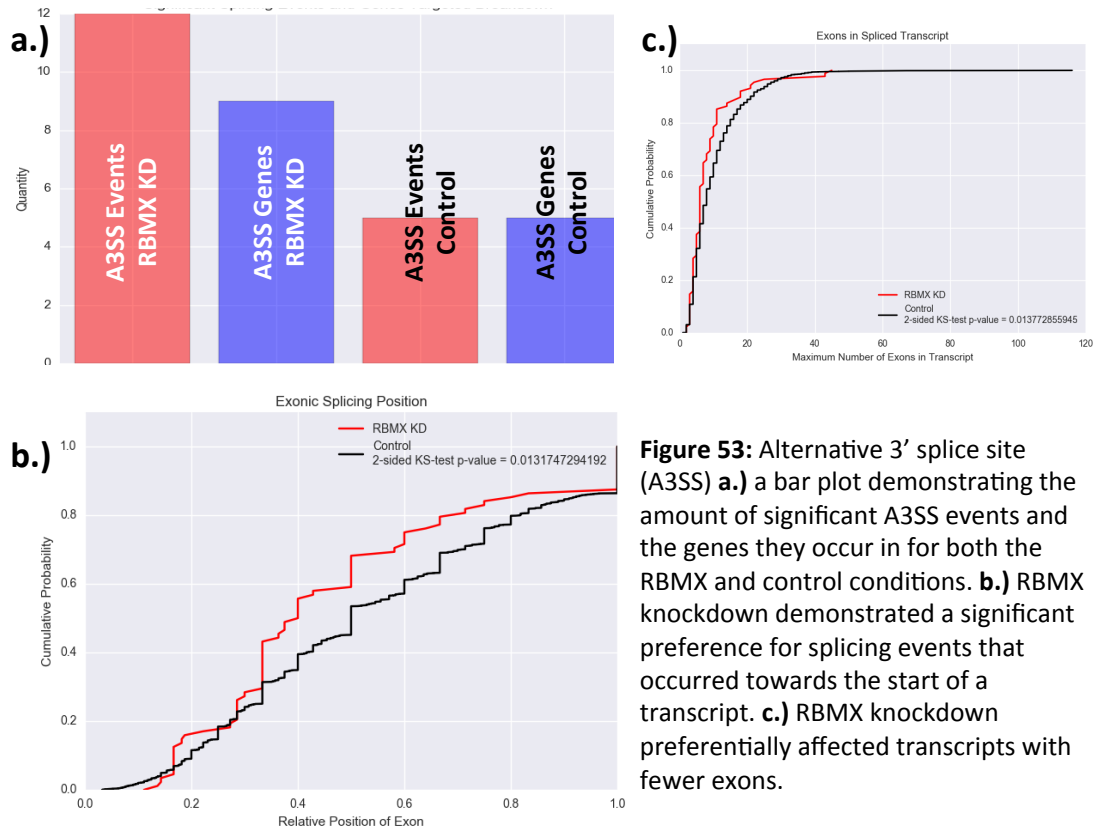 a.)
12
10
8
6
4
2
0
Quantity
A3SS Events
RBMX KD
A3SS Genes
RBMX KD
A3SS Events
Control
A3SS Genes
Control
c.)
Exons in Spliced Transcript
1.0
0.8
0.6
0.4
0.2
0.0
Cumulative Probability
RBMX KD
Control
2-sided KS-test p-value = 0.013772855945
0 20 40 60 80 100 120
Maximum Number of Exons in Transcript
b.)
Exonic Splicing Position
RBMX KD
Control
2-sided KS-test p-value = 0.0131747294192
1.0
0.8
0.6
0.4
0.2
0.0
Cumulative Probability
0.0 0.2 0.4 0.6 0.8 1.0
Relative Position of Exon
Figure 53: Alternative 3’ splice site
(A3SS) a.) a bar plot demonstrating the
amount of significant A3SS events and
the genes they occur in for both the
RBMX and control conditions. b.) RBMX
knockdown demonstrated a significant
preference for splicing events that
occurred towards the start of a
transcript. c.) RBMX knockdown
preferentially affected transcripts with
fewer exons.